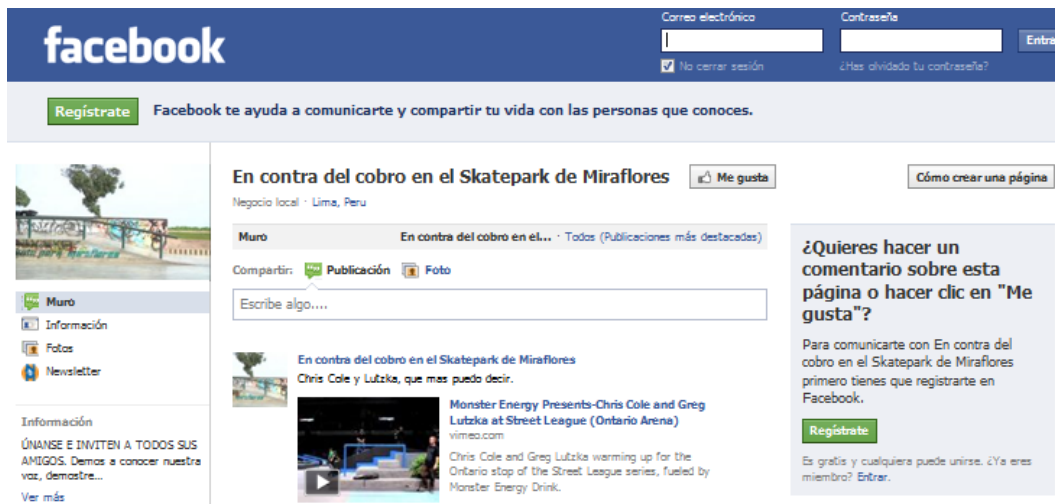 facebook
Correo electrónico
Contraseña
Entra
No cerrar sesión
¿Has olvidado tu contraseña?
Regístrate
Facebook te ayuda a comunicarte y compartir tu vida con las personas que conoces.
En contra del cobro en el Skatepark de Miraflores
Me gusta
Cómo crear una página
Negocio local · Lima, Peru
Muro
En contra del cobro en el... · Todos (Publicaciones más destacadas)
Compartir: Publicación Foto
Escribe algo....
Muro
Información
Fotos
Newsletter
Información
ÚNANSE E INVITEN A TODOS SUS
AMIGOS. Demos a conocer nuestra
voz, demostre...
Ver más
En contra del cobro en el Skatepark de Miraflores
Chris Cole y Lutzka, que mas puedo decir.
Monster Energy Presents-Chris Cole and Greg
Lutzka at Street League (Ontario Arena)
vimeo.com
Chris Cole and Greg Lutzka warming up for the
Ontario stop of the Street League series, fueled by
Monster Energy Drink.
¿Quieres hacer un
comentario sobre esta
página o hacer clic en "Me
gusta"?
Para comunicarte con En contra del
cobro en el Skatepark de Miraflores
primero tienes que registrarte en
Facebook.
Regístrate
Es gratis y cualquiera puede unirse. ¿Ya eres
miembro? Entrar.